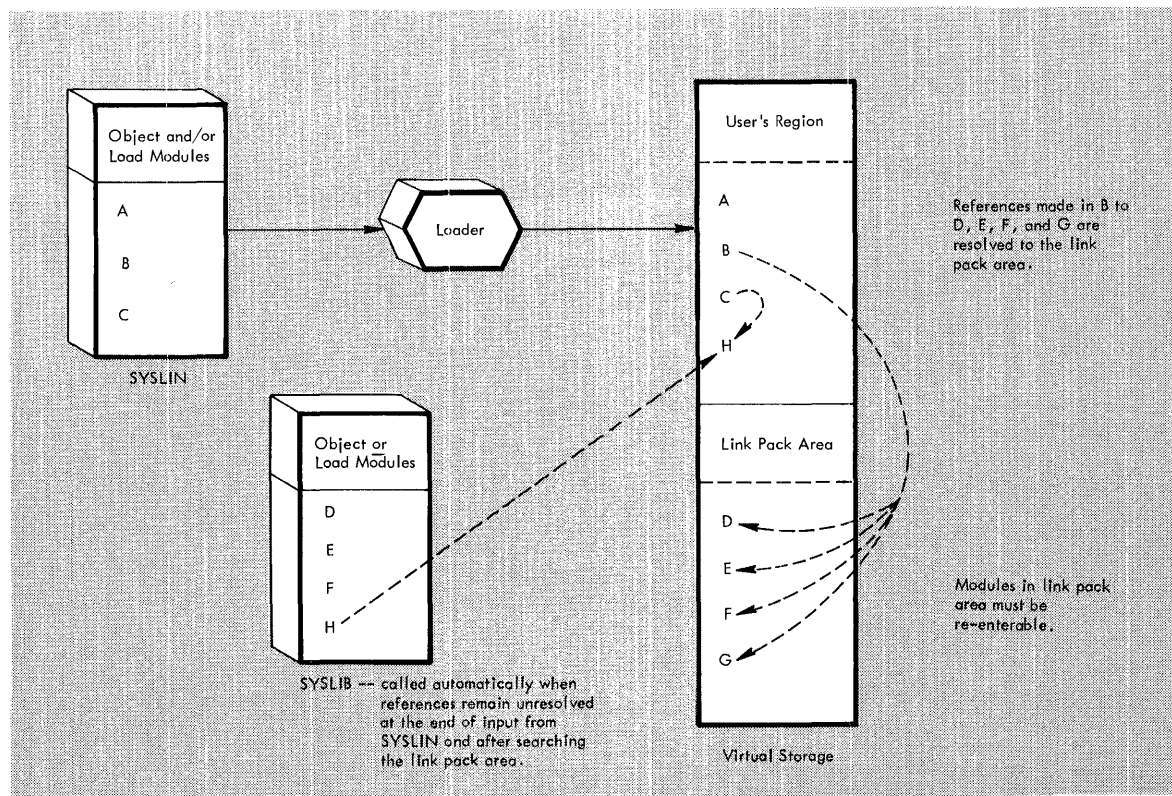 Object and/or
Load Modules
A
B
C
SYSLIN
Loader
Object or
Load Modules
D
E
F
H
SYSLIB -- called automatically when
references remain unresolved
at the end of input from
SYSLIN ond after searching
the link pack area.
User's Region
A
B
C
H
Link Pack Area
D
E
F
G
Virtual Storage
References made in B to
D, E, F, and G are
resolved to the link
pack area.
Modules in link pack
area must be
re-enterable.